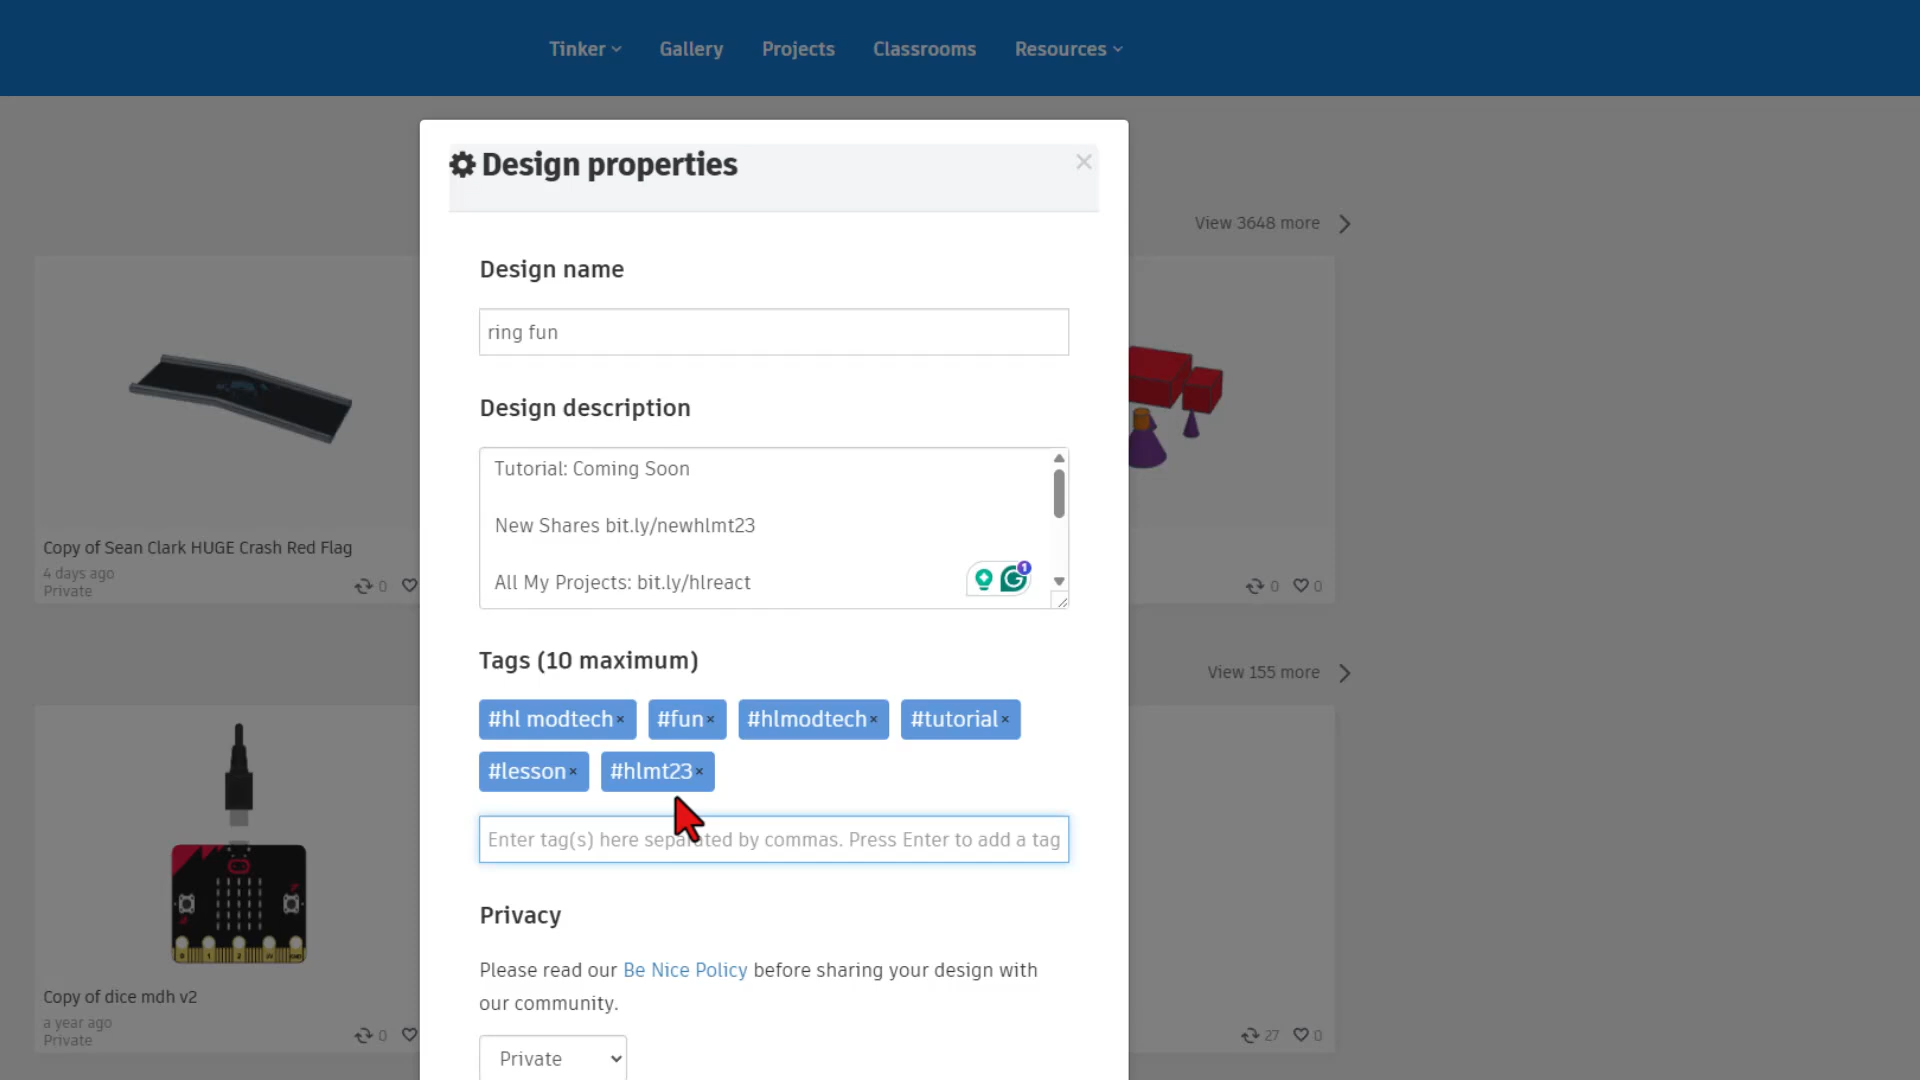 Tinker
Gallery
Projects
Classrooms
Resources
Design properties
×
View 3648 more
Design name
ring fun
Design description
Tutorial: Coming Soon
New Shares bit.ly/newhlmt23
All My Projects: bit.ly/hlreact
1
Copy of Sean Clark HUGE Crash Red Flag
4 days ago
Private
0
0
0
Tags (10 maximum)
View 155 more
#hl modtech×
#fun×
#hlmodtech×
#tutorial×
#lesson×
#hlmt23×
Enter tag(s) here separated by commas. Press Enter to add a tag
Privacy
Please read our Be Nice Policy before sharing your design with
our community.
Private
Copy of dice mdh v2
a year ago
Private
0
27
0